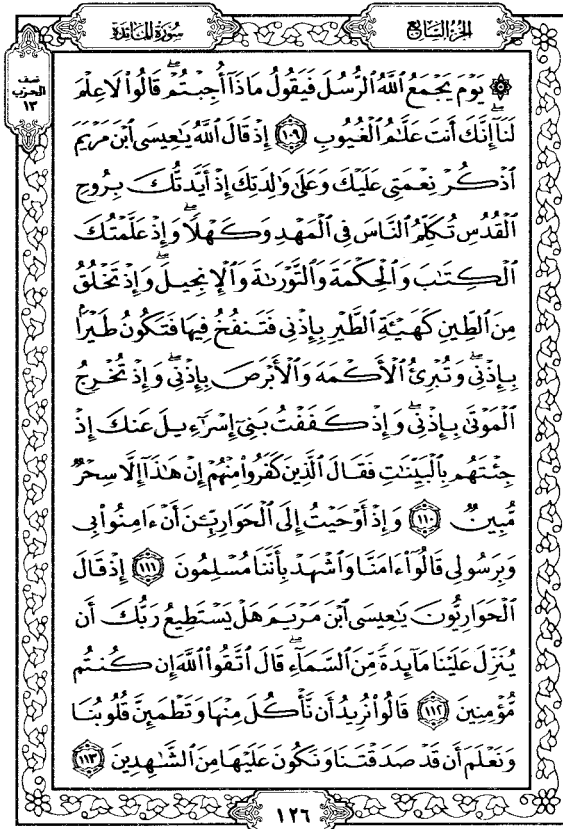 الجزء السابع
سورة المائدة
نصف
الحزب
١٣
۞ يَوْمَ يَجْمَعُ ٱللَّهُ ٱلرُّسُلَ فَيَقُولُ مَاذَآ أُجِبْتُمْۖ قَالُوا۟ لَا عِلْمَ
لَنَآۖ إِنَّكَ أَنتَ عَلَّٰمُ ٱلْغُيُوبِ ١٠٩ إِذْ قَالَ ٱللَّهُ يَٰعِيسَى ٱبْنَ مَرْيَمَ
ٱذْكُرْ نِعْمَتِى عَلَيْكَ وَعَلَىٰ وَٰلِدَتِكَ إِذْ أَيَّدتُّكَ بِرُوحِ
ٱلْقُدُسِ تُكَلِّمُ ٱلنَّاسَ فِى ٱلْمَهْدِ وَكَهْلًاۖ وَإِذْ عَلَّمْتُكَ
ٱلْكِتَٰبَ وَٱلْحِكْمَةَ وَٱلتَّوْرَىٰةَ وَٱلْإِنجِيلَۖ وَإِذْ تَخْلُقُ
مِنَ ٱلطِّينِ كَهَيْـَٔةِ ٱلطَّيْرِ بِإِذْنِى فَتَنفُخُ فِيهَا فَتَكُونُ طَيْرًۢا
بِإِذْنِىۖ وَتُبْرِئُ ٱلْأَكْمَهَ وَٱلْأَبْرَصَ بِإِذْنِىۖ وَإِذْ تُخْرِجُ
ٱلْمَوْتَىٰ بِإِذْنِىۖ وَإِذْ كَفَفْتُ بَنِىٓ إِسْرَٰٓءِيلَ عَنكَ إِذْ
جِئْتَهُم بِٱلْبَيِّنَٰتِ فَقَالَ ٱلَّذِينَ كَفَرُوا۟ مِنْهُمْ إِنْ هَٰذَآ إِلَّا سِحْرٌ
مُّبِينٌ ١١٠ وَإِذْ أَوْحَيْتُ إِلَى ٱلْحَوَارِيِّـۧنَ أَنْ ءَامِنُوا۟ بِى
وَبِرَسُولِى قَالُوٓا۟ ءَامَنَّا وَٱشْهَدْ بِأَنَّنَا مُسْلِمُونَ ١١١ إِذْ قَالَ
ٱلْحَوَارِيُّونَ يَٰعِيسَى ٱبْنَ مَرْيَمَ هَلْ يَسْتَطِيعُ رَبُّكَ أَن
يُنَزِّلَ عَلَيْنَا مَآئِدَةً مِّنَ ٱلسَّمَآءِۖ قَالَ ٱتَّقُوا۟ ٱللَّهَ إِن كُنتُم
مُّؤْمِنِينَ ١١٢ قَالُوا۟ نُرِيدُ أَن نَّأْكُلَ مِنْهَا وَتَطْمَئِنَّ قُلُوبُنَا
وَنَعْلَمَ أَن قَدْ صَدَقْتَنَا وَنَكُونَ عَلَيْهَا مِنَ ٱلشَّٰهِدِينَ ١١٣
١٢٦